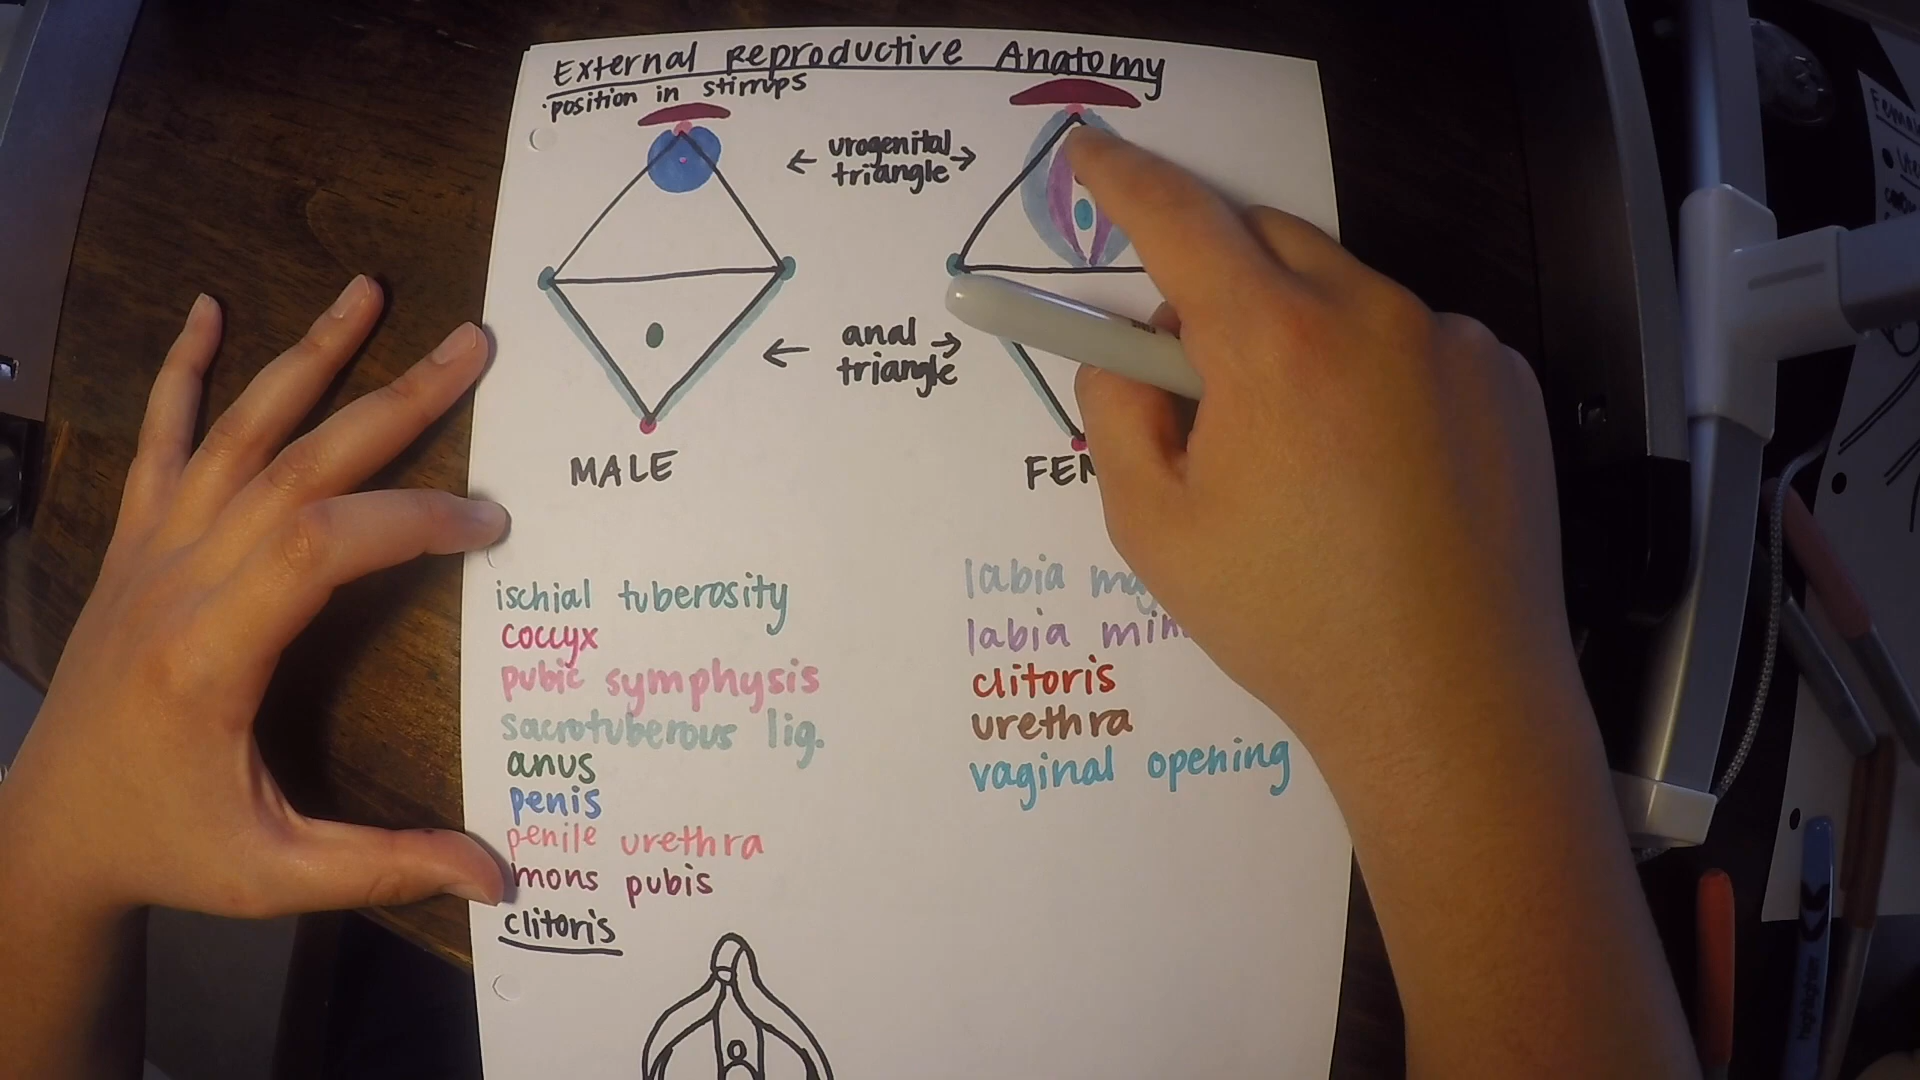 External Reproductive Anatomy
·position in stirrups
← urogenital →
triangle
← anal →
triangle
MALE
ischial tuberosity
coccyx
pubic symphysis
sacrotuberous lig.
anus
penis
penile urethra
mons pubis
clitoris
labia
labia
clitoris
urethra
vaginal opening
highlighter